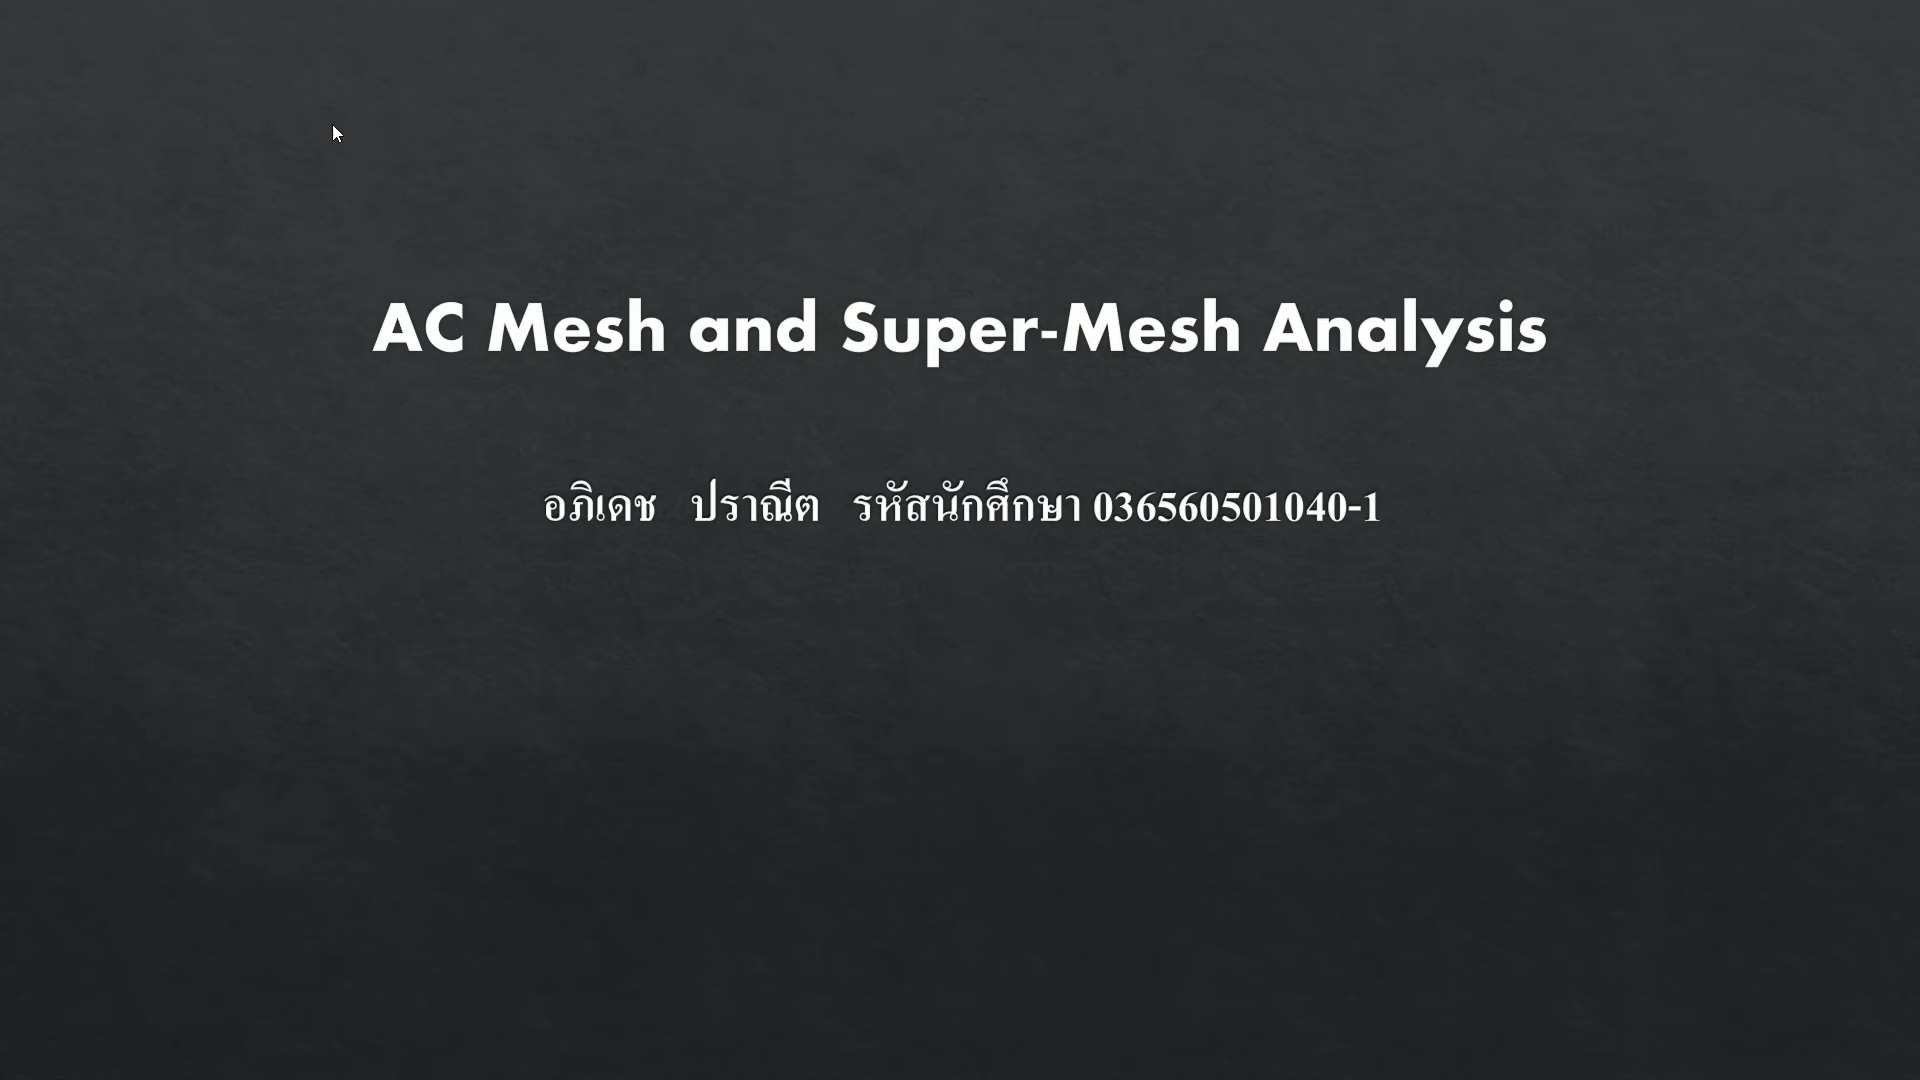 AC Mesh and Super-Mesh Analysis
อภิเดช ปราณีต รหัสนักศึกษา 036560501040-1